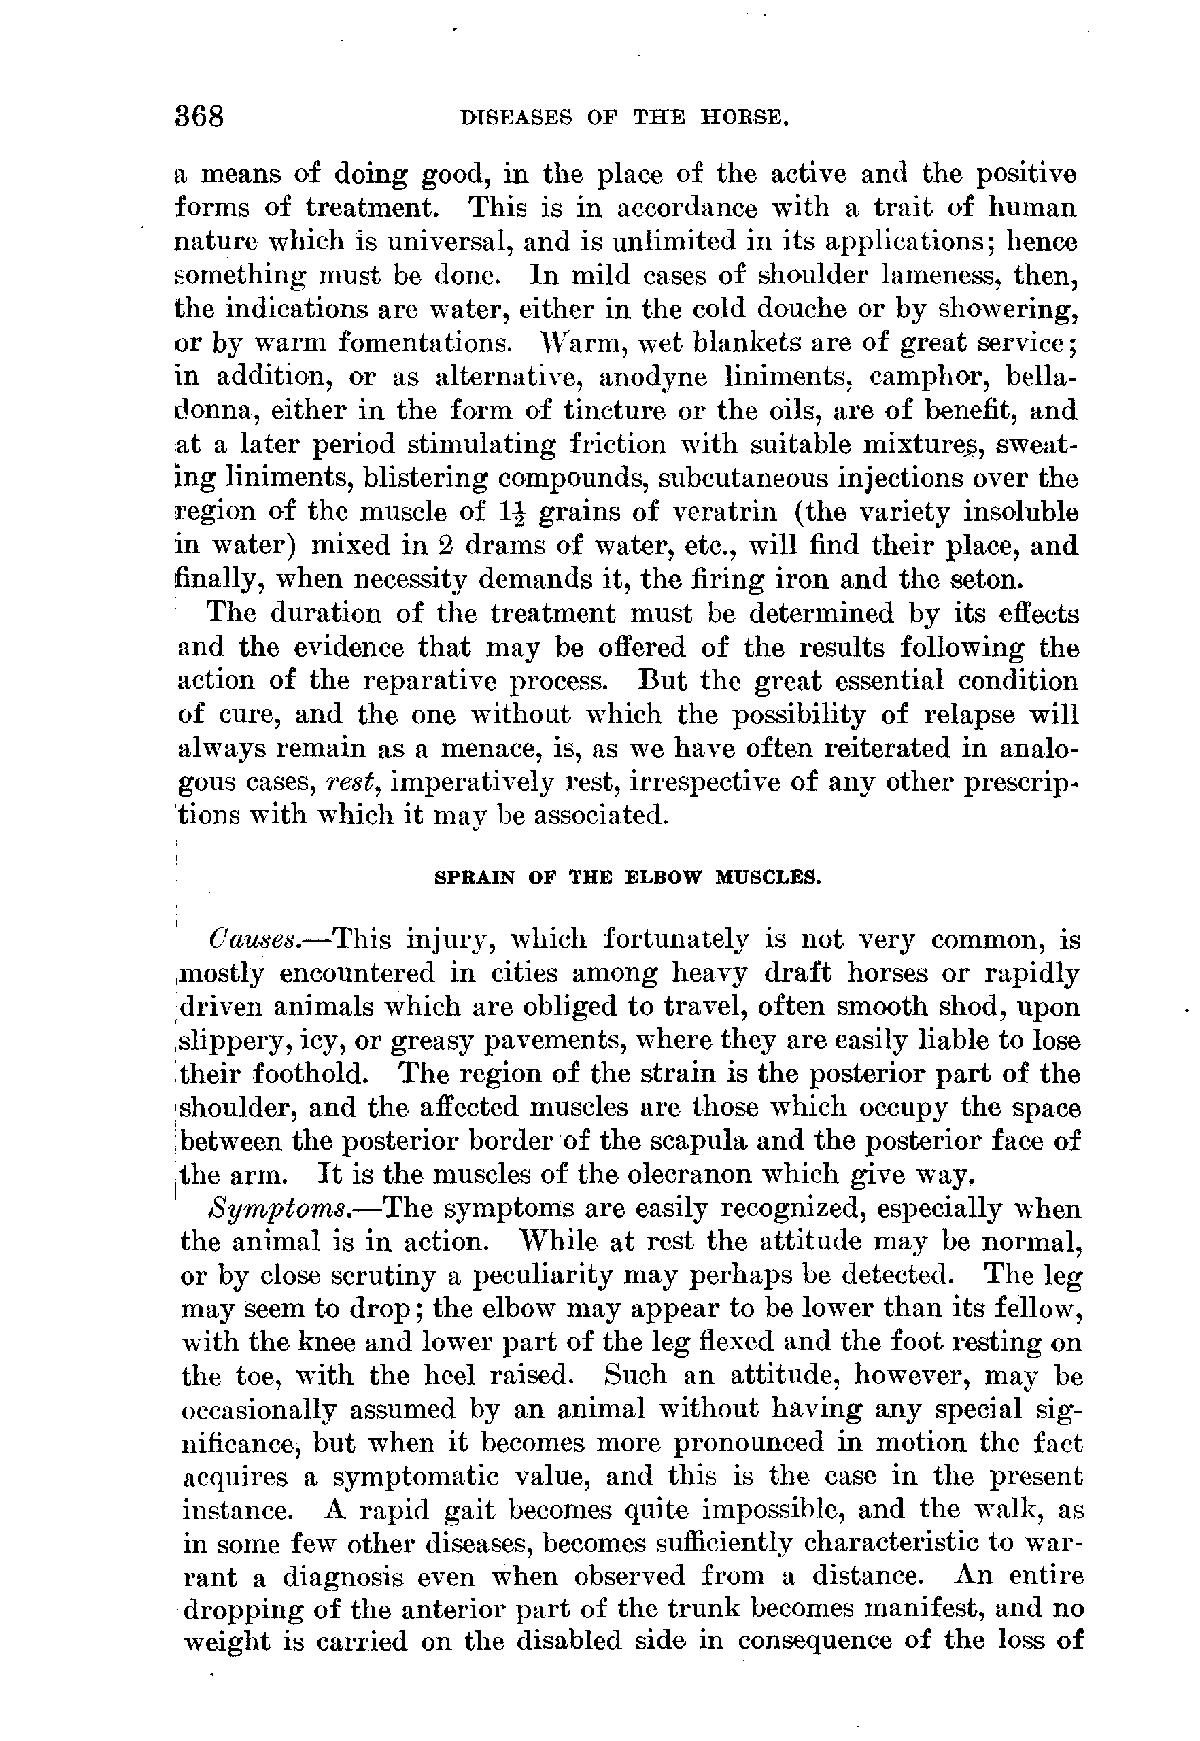 368 DISEASES OF THE HORSE.
a means of doing good, in the place of the active and the positive
forms of treatment. This is in accordance with a trait of human
nature which is universal, and is unlimited in its applications; hence
something must be done. In mild cases of shoulder lameness, then,
the indications are water, either in the cold douche or by showering,
or by warm fomentations. Warm, wet blankets are of great service;
in addition, or as alternative, anodyne liniments, camphor, bella-
donna, either in the form of tincture or the oils, are of benefit, and
at a later period stimulating friction with suitable mixtures, sweat-
ing liniments, blistering compounds, subcutaneous injections over the
region of the muscle of 1½ grains of veratrin (the variety insoluble
in water) mixed in 2 drams of water, etc., will find their place, and
finally, when necessity demands it, the firing iron and the seton.
The duration of the treatment must be determined by its effects
and the evidence that may be offered of the results following the
action of the reparative process. But the great essential condition
of cure, and the one without which the possibility of relapse will
always remain as a menace, is, as we have often reiterated in analo-
gous cases, rest, imperatively rest, irrespective of any other prescrip-
tions with which it may be associated.
SPRAIN OF THE ELBOW MUSCLES.
Causes.—This injury, which fortunately is not very common, is
mostly encountered in cities among heavy draft horses or rapidly
driven animals which are obliged to travel, often smooth shod, upon
slippery, icy, or greasy pavements, where they are easily liable to lose
their foothold. The region of the strain is the posterior part of the
shoulder, and the affected muscles are those which occupy the space
between the posterior border of the scapula and the posterior face of
the arm. It is the muscles of the olecranon which give way.
Symptoms.—The symptoms are easily recognized, especially when
the animal is in action. While at rest the attitude may be normal,
or by close scrutiny a peculiarity may perhaps be detected. The leg
may seem to drop; the elbow may appear to be lower than its fellow,
with the knee and lower part of the leg flexed and the foot resting on
the toe, with the heel raised. Such an attitude, however, may be
occasionally assumed by an animal without having any special sig-
nificance, but when it becomes more pronounced in motion the fact
acquires a symptomatic value, and this is the case in the present
instance. A rapid gait becomes quite impossible, and the walk, as
in some few other diseases, becomes sufficiently characteristic to war-
rant a diagnosis even when observed from a distance. An entire
dropping of the anterior part of the trunk becomes manifest, and no
weight is carried on the disabled side in consequence of the loss of